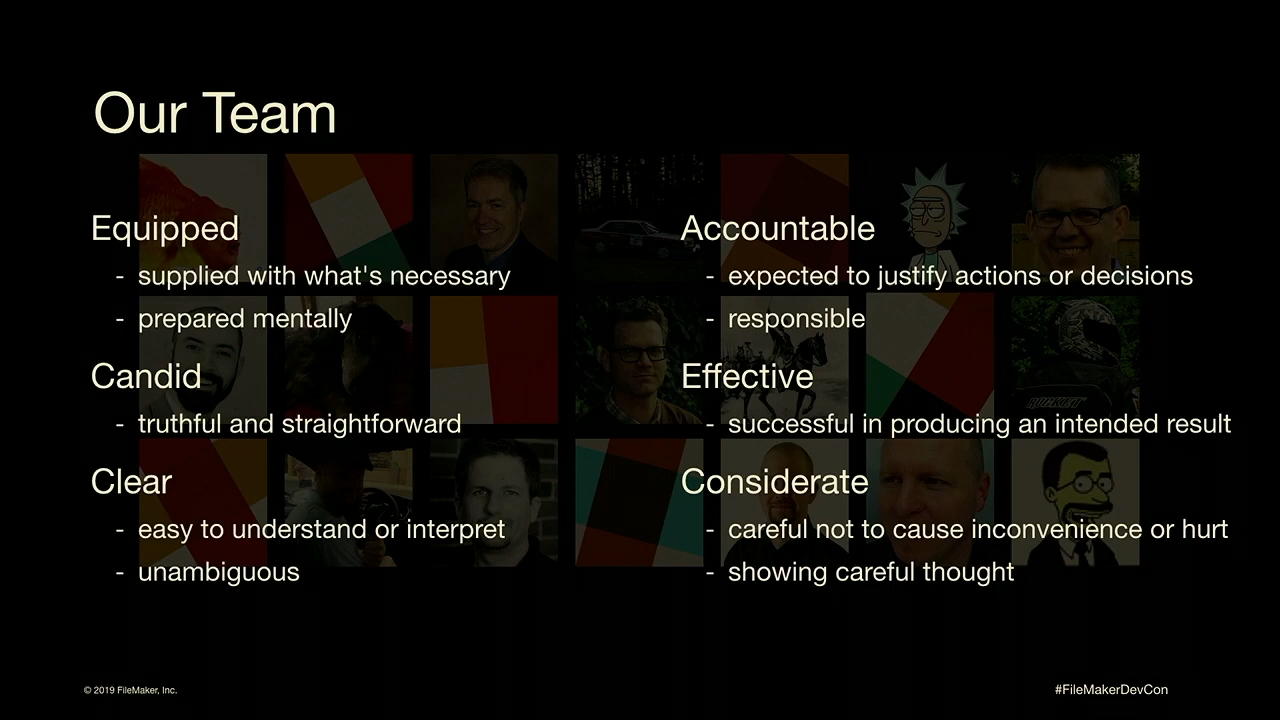 Our Team
Equipped
- supplied with what's necessary
- prepared mentally
Candid
- truthful and straightforward
Clear
- easy to understand or interpret
- unambiguous
Accountable
- expected to justify actions or decisions
- responsible
Effective
- successful in producing an intended result
Considerate
- careful not to cause inconvenience or hurt
- showing careful thought
ROCKET
© 2019 FileMaker, Inc.
#FileMakerDevCon